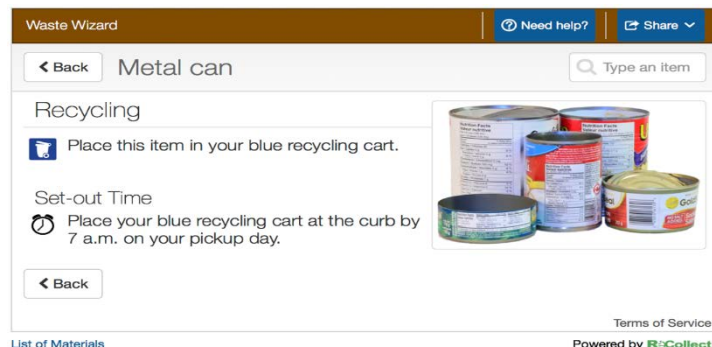 Waste Wizard
Need help?
Share
Back
Metal can
Type an item
Recycling
Place this item in your blue recycling cart.
Set-out Time
Place your blue recycling cart at the curb by
7 a.m. on your pickup day.
Back
Terms of Service
List of Materials
Powered by ReCollect